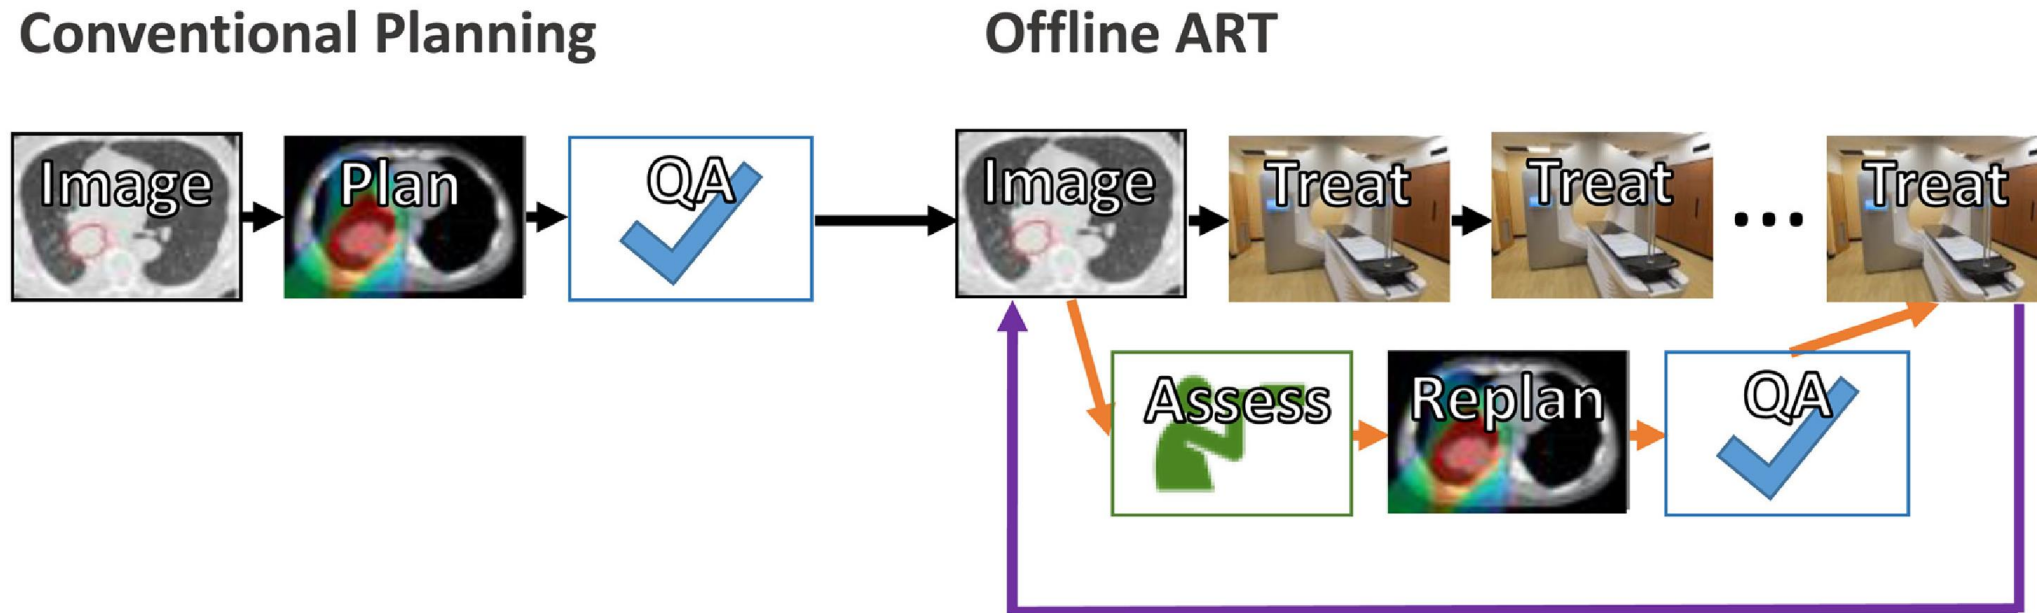 Conventional Planning
Offline ART
Image
Plan
QA
Image
Treat
Treat
...
Treat
Assess
Replan
QA